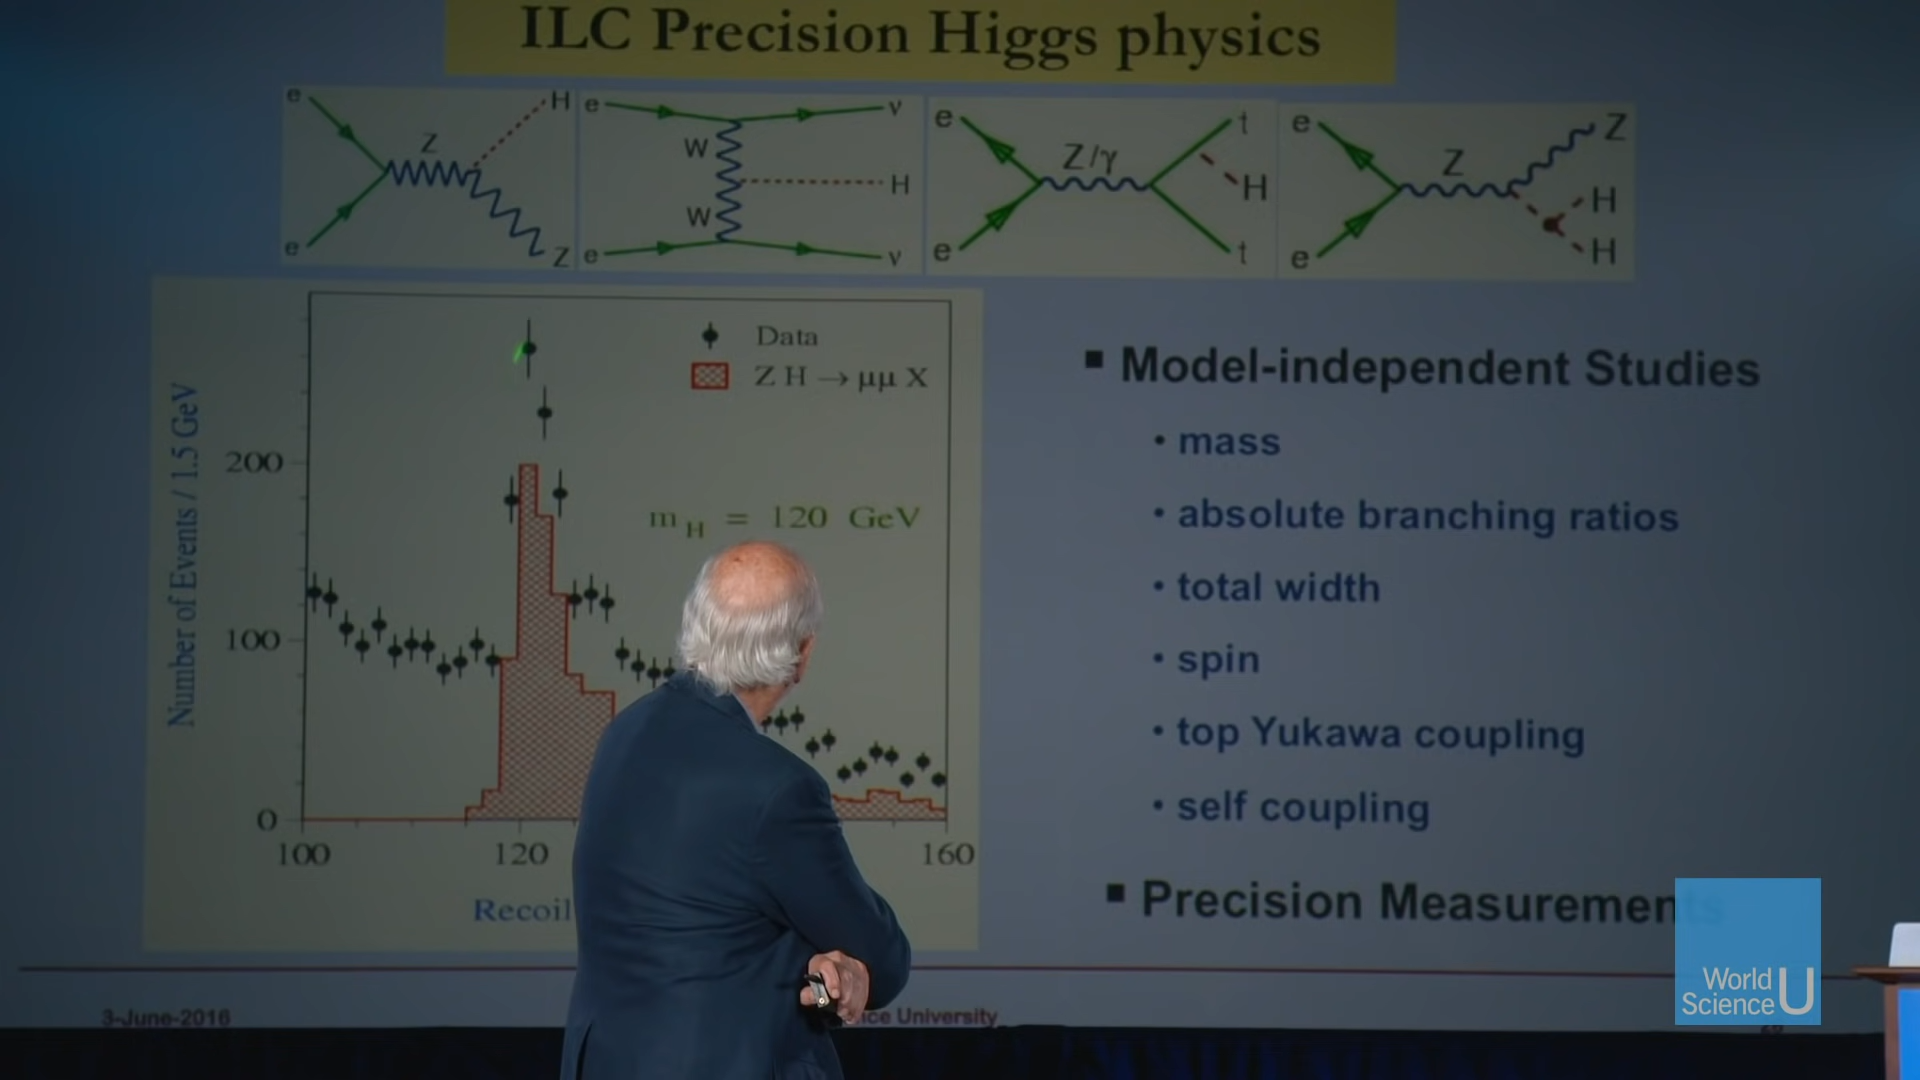 ILC Precision Higgs physics
e
e
Z
H
Z
e
e
W
W
ν
H
ν
e
e
Z/γ
t
H
t
e
e
Z
Z
H
H
Number of Events / 1.5 GeV
200
100
0
Data
Z H → μμ X
m H = 120 GeV
100 120 160
Recoil
▪ Model-independent Studies
• mass
• absolute branching ratios
• total width
• spin
• top Yukawa coupling
• self coupling
▪ Precision Measurements
3-June-2016
University
World
Science U